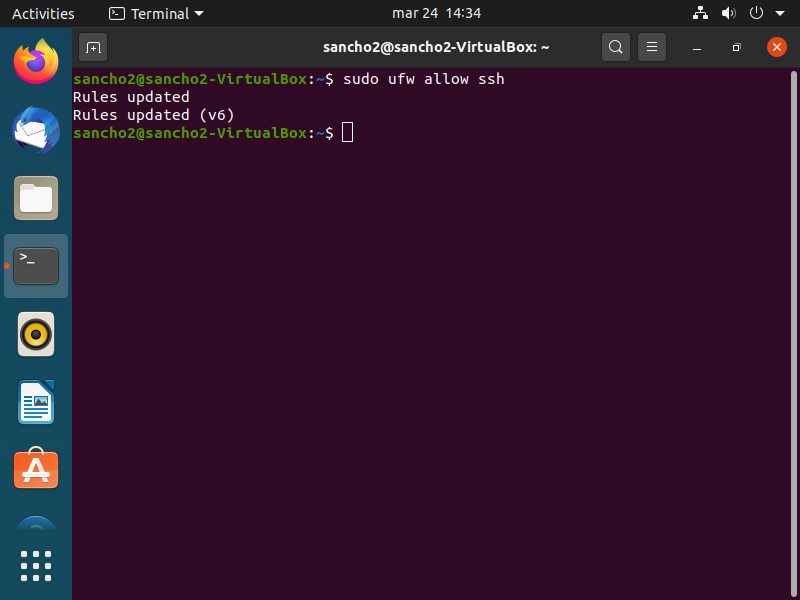 Activities Terminal mar 24 14:34
sancho2@sancho2-VirtualBox: ~
sancho2@sancho2-VirtualBox:~$ sudo ufw allow ssh
Rules updated
Rules updated (v6)
sancho2@sancho2-VirtualBox:~$